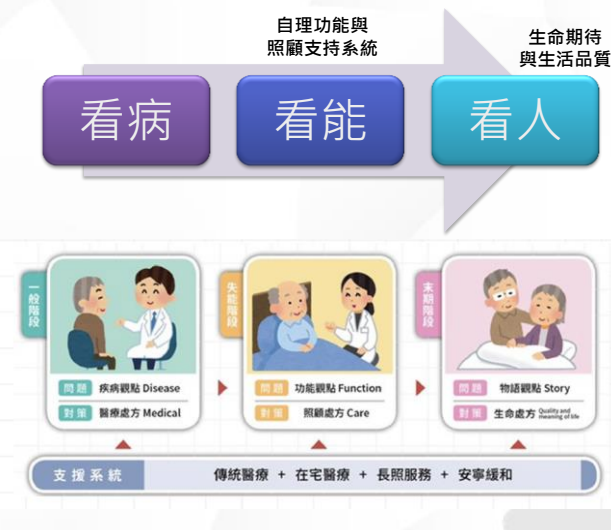 自理功能與
照顧支持系統
生命期待
與生活品質
看病
看能
看人
一般階段
問題 疾病觀點 Disease
對策 醫療處方 Medical
失能階段
問題 功能觀點 Function
對策 照顧處方 Care
末期階段
問題 物語觀點 Story
對策 生命處方 Quality and meaning of life
支援系統 傳統醫療 + 在宅醫療 + 長照服務 + 安寧緩和